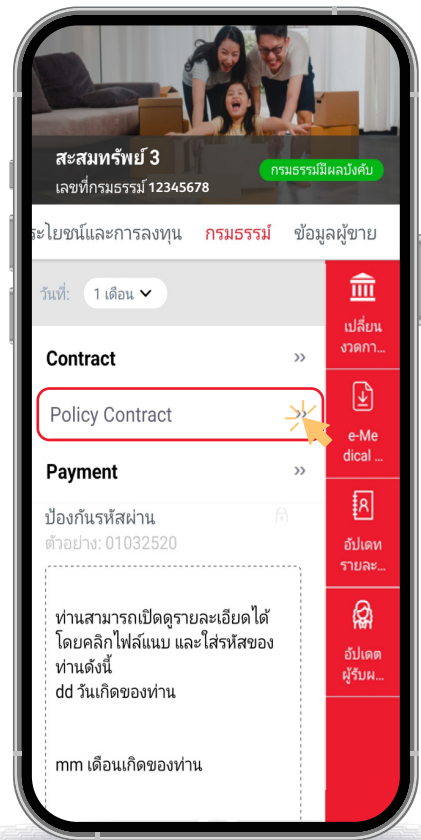 สะสมทรัพย์ 3
กรมธรรม์มีผลบังคับ
เลขที่กรมธรรม์ 12345678
ระโยชน์และการลงทุน กรมธรรม์ ข้อมูลผู้ขาย
วันที่: 1 เดือน
Contract
Policy Contract
Payment
ป้องกันรหัสผ่าน
ตัวอย่าง: 01032520
ท่านสามารถเปิดดูรายละเอียดได้
โดยคลิกไฟล์แนบ และใส่รหัสของ
ท่านดังนี้
dd วันเกิดของท่าน
mm เดือนเกิดของท่าน
เปลี่ยน
งวดกา...
e-Me
dical ...
อัปเดท
รายละ...
อัปเดต
ผู้รับผ...